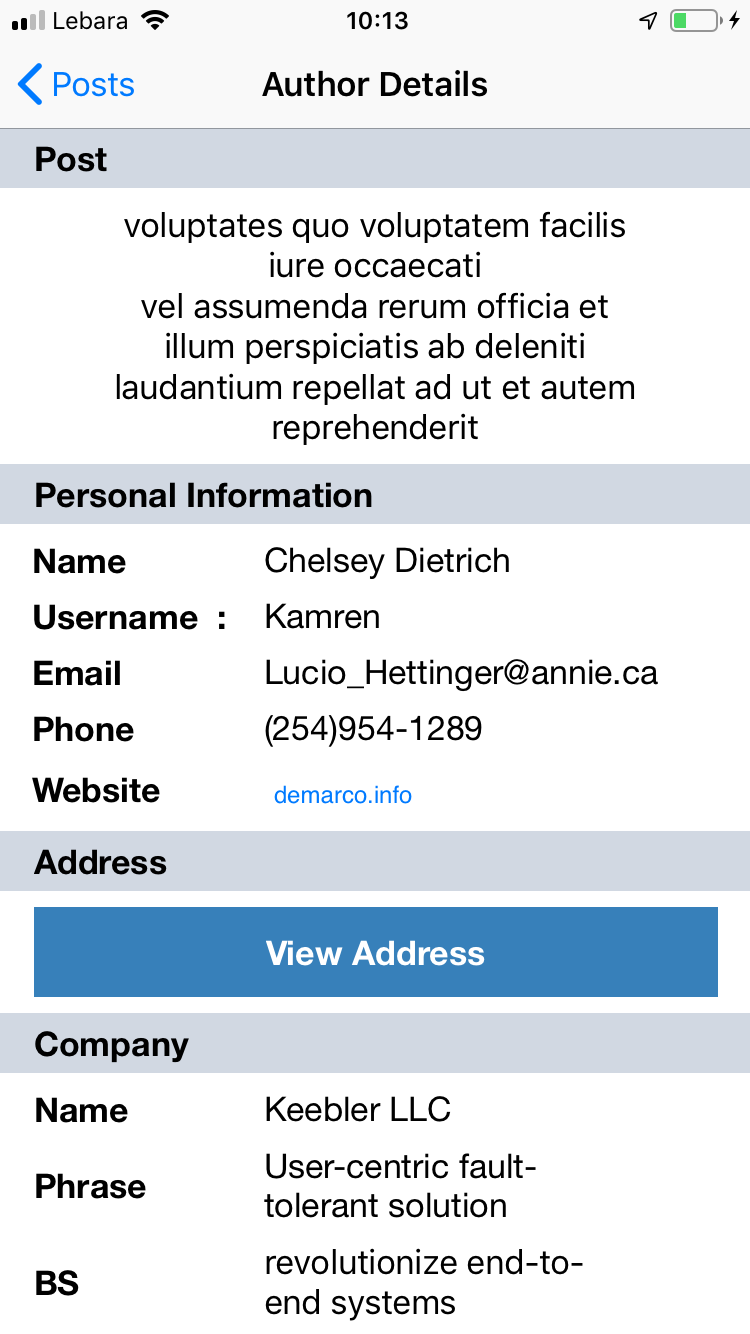 Lebara 10:13
Posts Author Details
Post
voluptates quo voluptatem facilis
iure occaecati
vel assumenda rerum officia et
illum perspiciatis ab deleniti
laudantium repellat ad ut et autem
reprehenderit
Personal Information
Name Chelsey Dietrich
Username : Kamren
Email Lucio_Hettinger@annie.ca
Phone (254)954-1289
Website demarco.info
Address
View Address
Company
Name Keebler LLC
Phrase User-centric fault-
tolerant solution
BS revolutionize end-to-
end systems